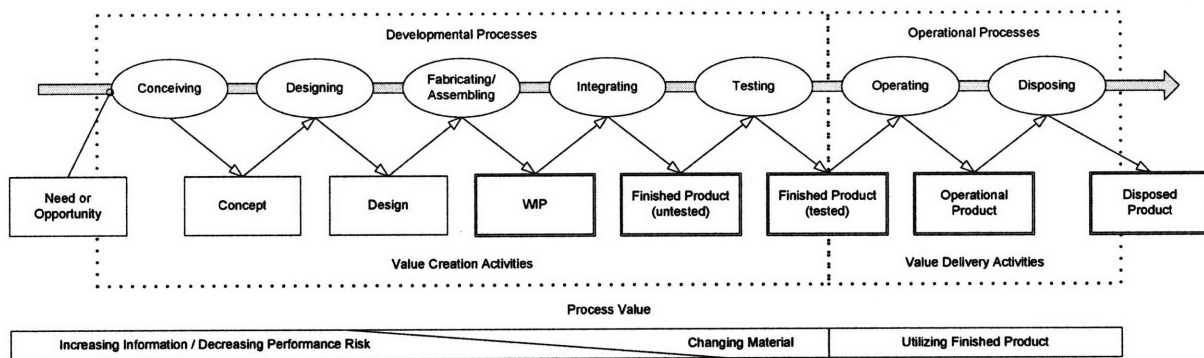 Developmental Processes
Operational Processes
Conceiving
Designing
Fabricating/
Assembling
Integrating
Testing
Operating
Disposing
Need or
Opportunity
Concept
Design
WIP
Finished Product
(untested)
Finished Product
(tested)
Operational
Product
Disposed
Product
Value Creation Activities
Value Delivery Activities
Process Value
Increasing Information / Decreasing Performance Risk
Changing Material
Utilizing Finished Product